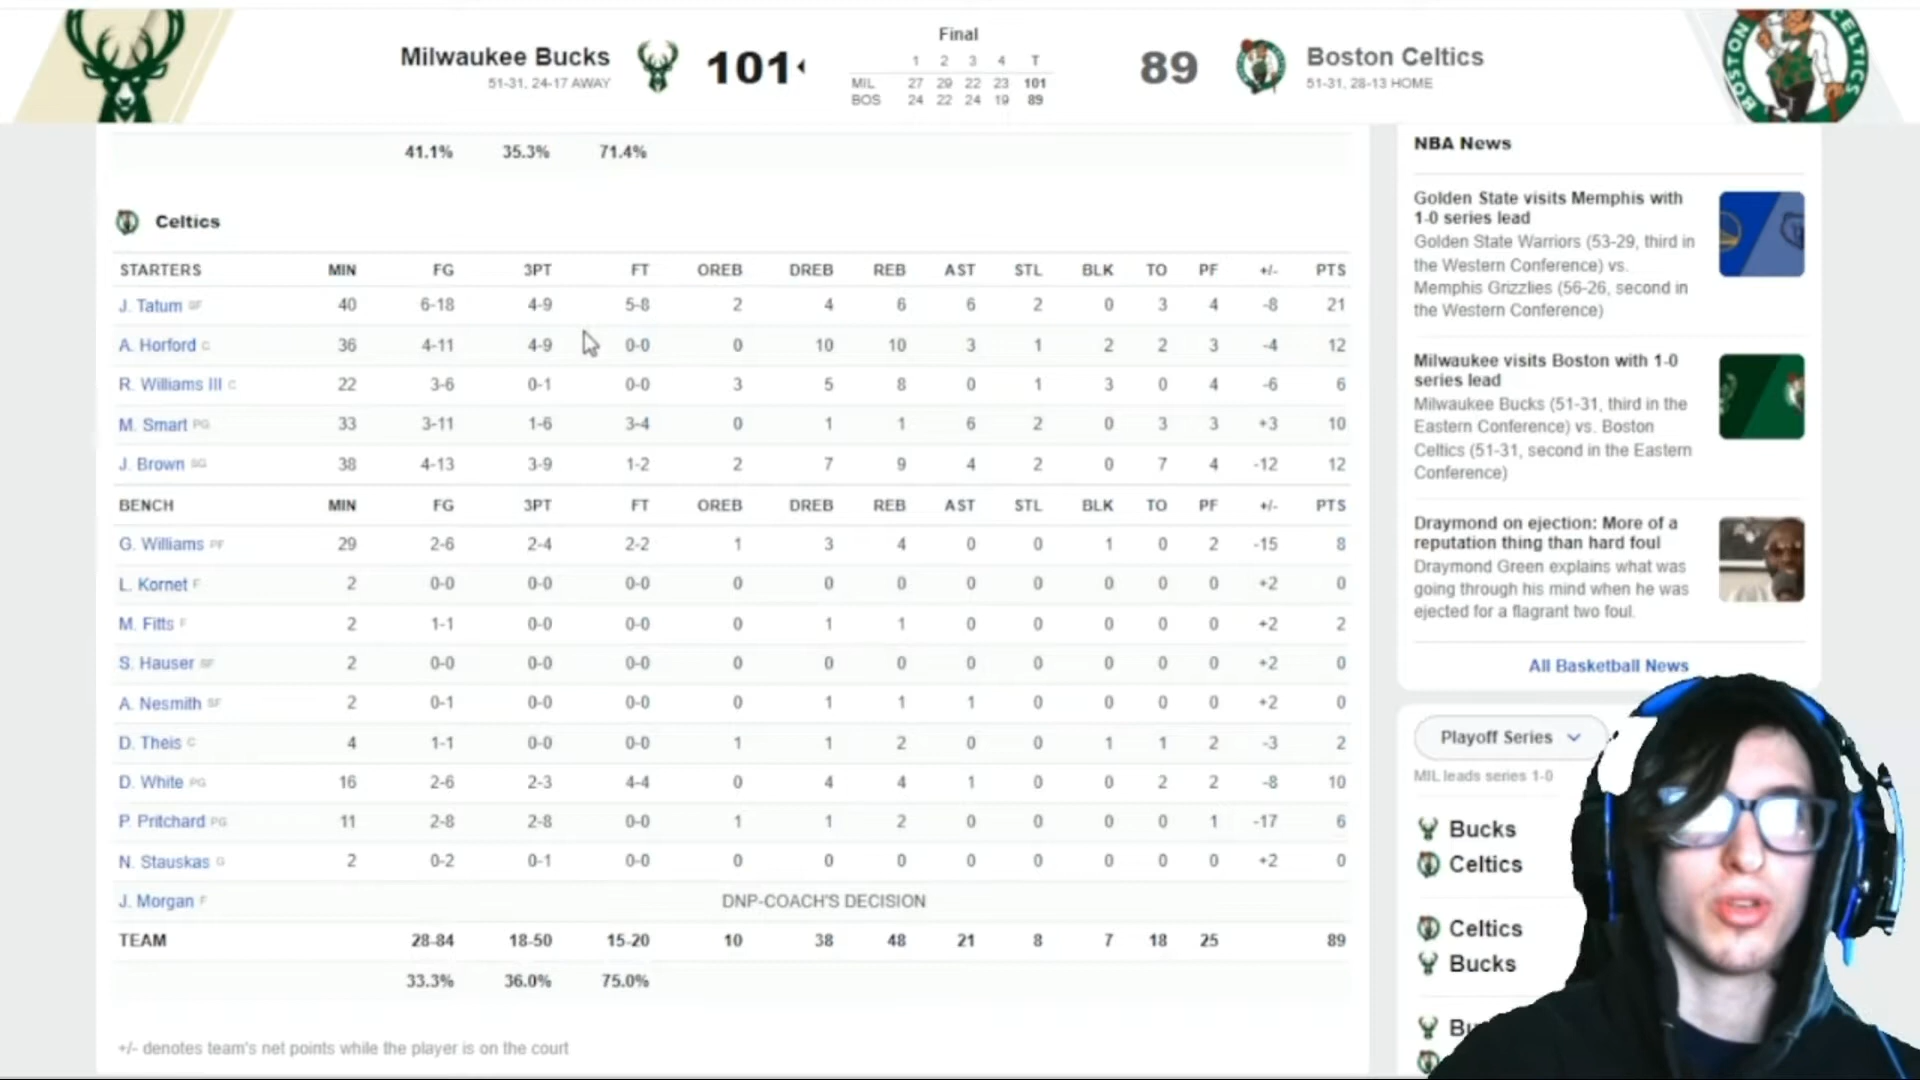 Final
Milwaukee Bucks 101 89 Boston Celtics
51-31, 24-17 AWAY 51-31, 28-13 HOME
1 2 3 4 T
MIL 27 29 22 23 101
BOS 24 22 24 19 89
BOSTON CELTICS
41.1% 35.3% 71.4%
Celtics
STARTERS MIN FG 3PT FT OREB DREB REB AST STL BLK TO PF +/- PTS
J. Tatum SF 40 6-18 4-9 5-8 2 4 6 6 2 0 3 4 -8 21
A. Horford C 36 4-11 4-9 0-0 0 10 10 3 1 2 2 3 -4 12
R. Williams III C 22 3-6 0-1 0-0 3 5 8 0 1 3 0 4 -6 6
M. Smart PG 33 3-11 1-6 3-4 0 1 1 6 2 0 3 3 +3 10
J. Brown SG 38 4-13 3-9 1-2 2 7 9 4 2 0 7 4 -12 12
BENCH MIN FG 3PT FT OREB DREB REB AST STL BLK TO PF +/- PTS
G. Williams PF 29 2-6 2-4 2-2 1 3 4 0 0 1 0 2 -15 8
L. Kornet F 2 0-0 0-0 0-0 0 0 0 0 0 0 0 0 +2 0
M. Fitts F 2 1-1 0-0 0-0 0 1 1 0 0 0 0 0 +2 2
S. Hauser SF 2 0-0 0-0 0-0 0 0 0 0 0 0 0 0 +2 0
A. Nesmith SF 2 0-1 0-0 0-0 0 1 1 1 0 0 0 0 +2 0
D. Theis C 4 1-1 0-0 0-0 1 1 2 0 0 1 1 2 -3 2
D. White PG 16 2-6 2-3 4-4 0 4 4 1 0 0 2 2 -8 10
P. Pritchard PG 11 2-8 2-8 0-0 1 1 2 0 0 0 0 1 -17 6
N. Stauskas G 2 0-2 0-1 0-0 0 0 0 0 0 0 0 0 +2 0
J. Morgan F DNP-COACH'S DECISION
TEAM 28-84 18-50 15-20 10 38 48 21 8 7 18 25 89
33.3% 36.0% 75.0%
+/- denotes team's net points while the player is on the court
NBA News
Golden State visits Memphis with
1-0 series lead
Golden State Warriors (53-29, third in
the Western Conference) vs.
Memphis Grizzlies (56-26, second in
the Western Conference)
Milwaukee visits Boston with 1-0
series lead
Milwaukee Bucks (51-31, third in the
Eastern Conference) vs. Boston
Celtics (51-31, second in the Eastern
Conference)
Draymond on ejection: More of a
reputation thing than hard foul
Draymond Green explains what was
going through his mind when he was
ejected for a flagrant two foul.
All Basketball News
Playoff Series
MIL leads series 1-0
Bucks
Celtics
Celtics
Bucks